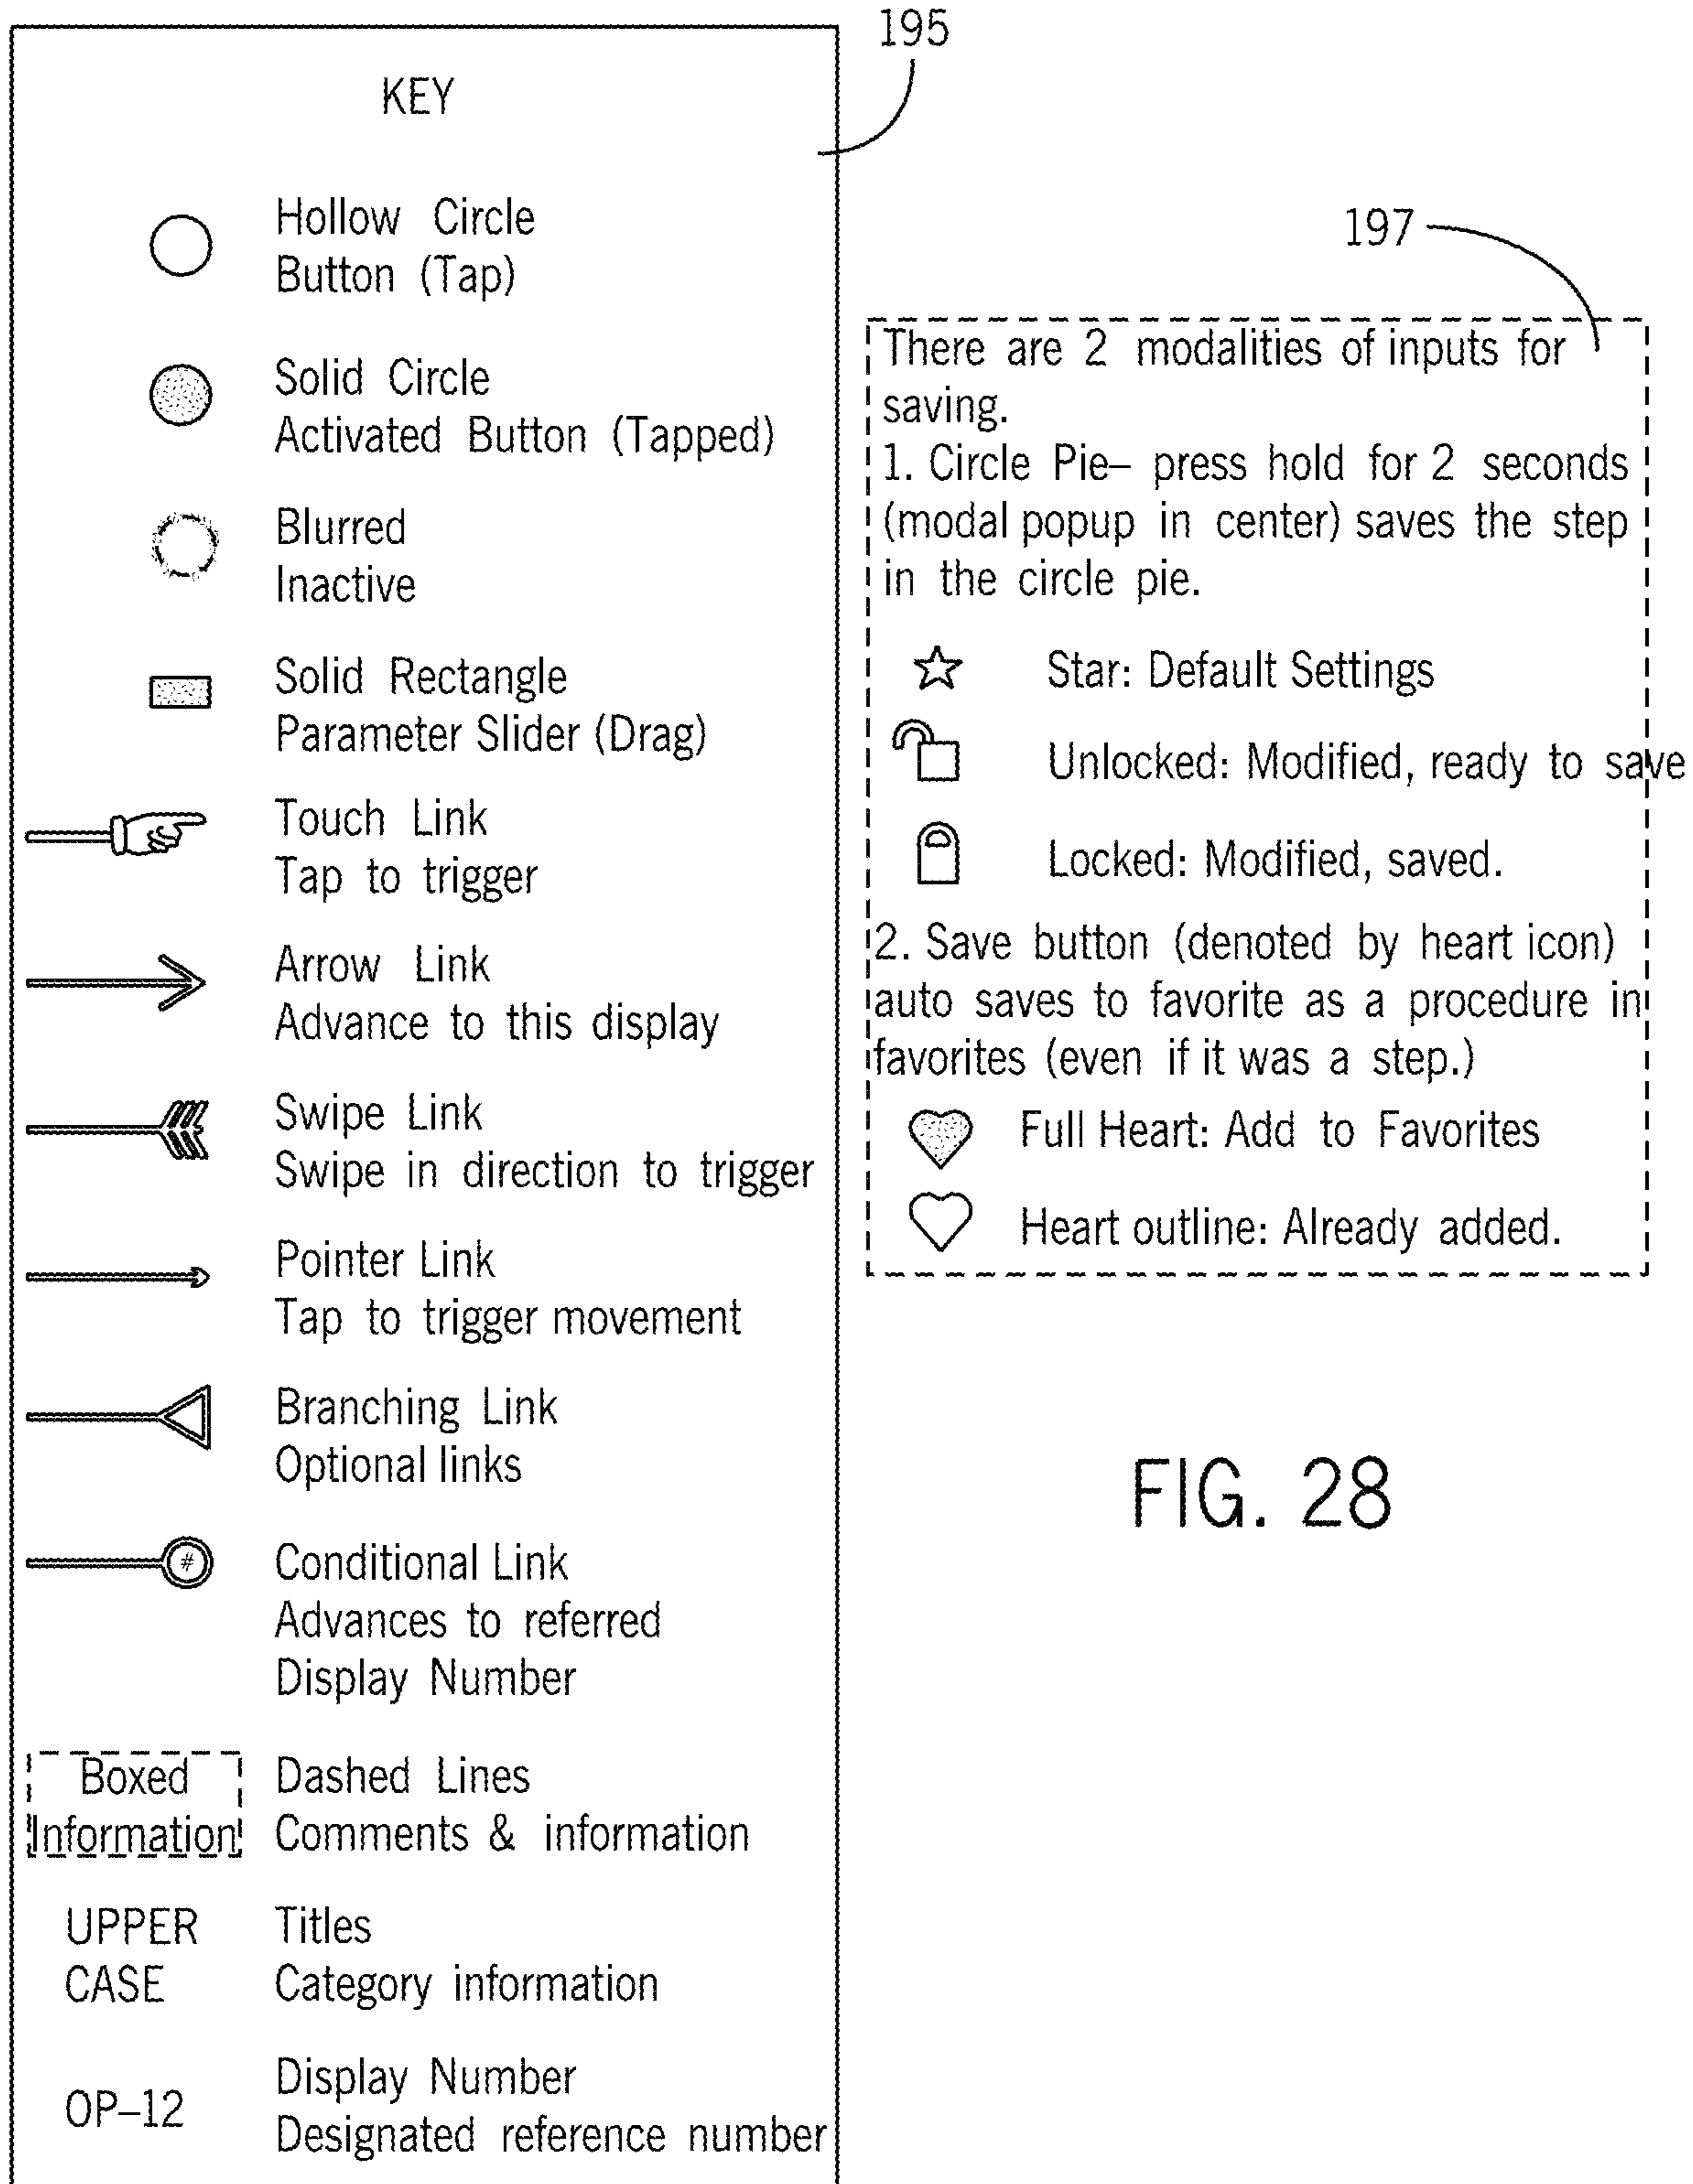 195
KEY
Hollow Circle
Button (Tap)
Solid Circle
Activated Button (Tapped)
Blurred
Inactive
Solid Rectangle
Parameter Slider (Drag)
Touch Link
Tap to trigger
Arrow Link
Advance to this display
Swipe Link
Swipe in direction to trigger
Pointer Link
Tap to trigger movement
Branching Link
Optional links
#
Conditional Link
Advances to referred
Display Number
Boxed
Information
Dashed Lines
Comments & information
UPPER
CASE
Titles
Category information
OP–12
Display Number
Designated reference number
197
There are 2 modalities of inputs for
saving.
1. Circle Pie– press hold for 2 seconds
(modal popup in center) saves the step
in the circle pie.
Star: Default Settings
Unlocked: Modified, ready to save
Locked: Modified, saved.
2. Save button (denoted by heart icon)
auto saves to favorite as a procedure in
favorites (even if it was a step.)
Full Heart: Add to Favorites
Heart outline: Already added.
FIG. 28